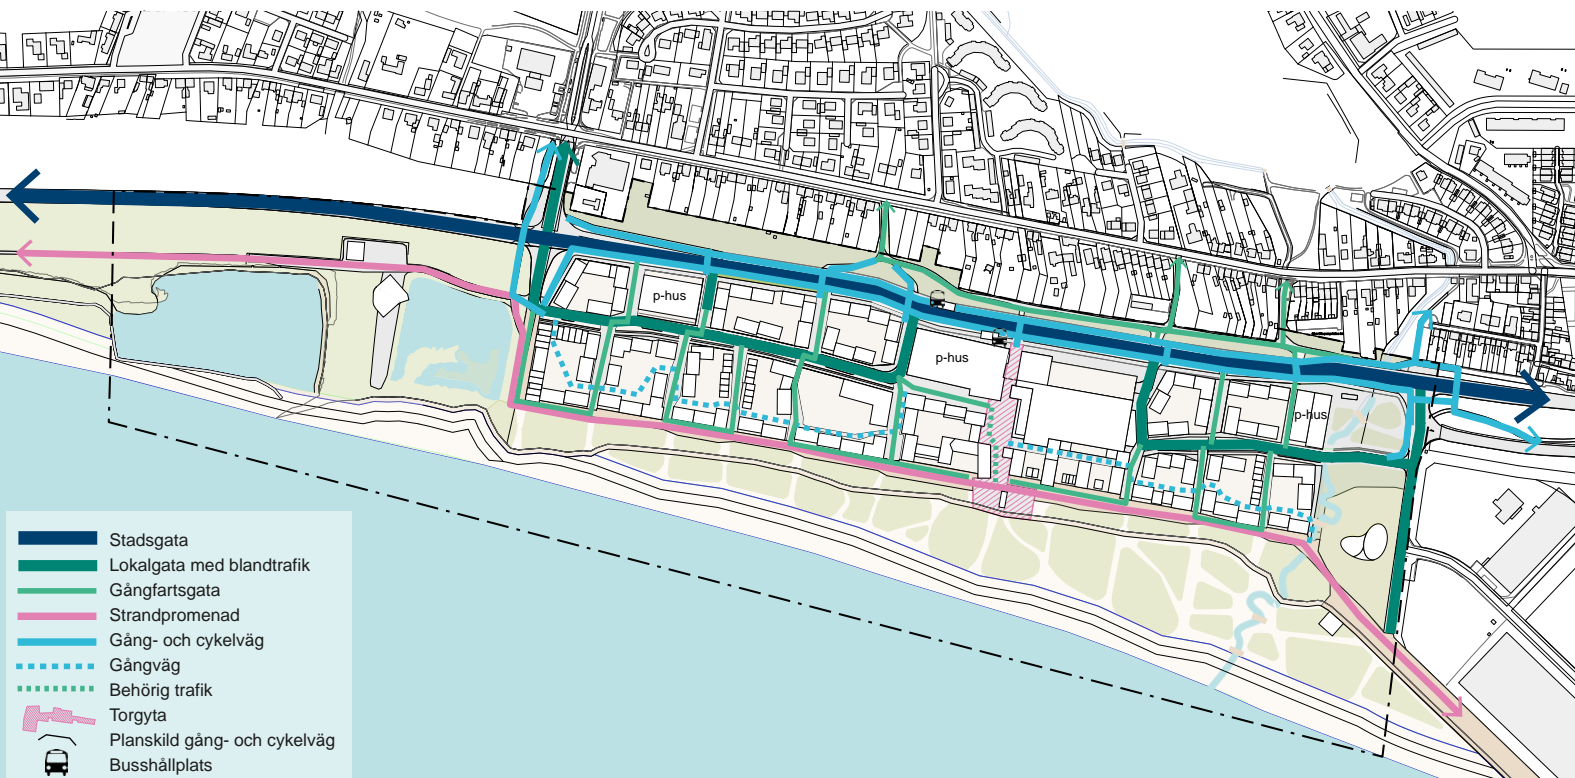 p-hus
p-hus
p-hus
Stadsgata
Lokalgata med blandtrafik
Gångfartsgata
Strandpromenad
Gång- och cykelväg
Gångväg
Behörig trafik
Torgyta
Planskild gång- och cykelväg
Busshållplats